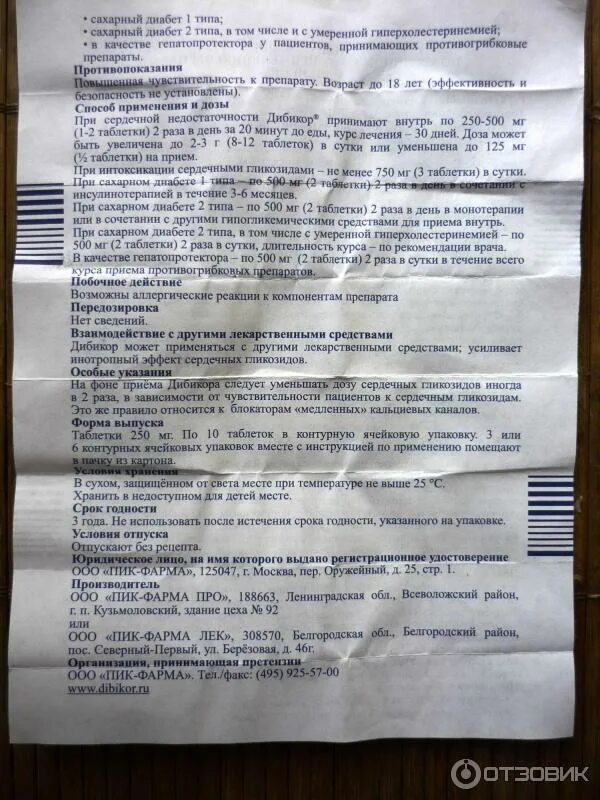 • сахарный диабет 1 типа;
• сахарный диабет 2 типа, в том числе и с умеренной гиперхолестеринемией;
• в качестве гепатопротектора у пациентов, принимающих противогрибковые
препараты.
Противопоказания
Повышенная чувствительность к препарату. Возраст до 18 лет (эффективность и
безопасность не установлены).
Способ применения и дозы
При сердечной недостаточности Дибикор® принимают внутрь по 250-500 мг
(1-2 таблетки) 2 раза в день за 20 минут до еды, курс лечения – 30 дней. Доза может
быть увеличена до 2-3 г (8-12 таблеток) в сутки или уменьшена до 125 мг
(½ таблетки) на прием.
При интоксикации сердечными гликозидами – не менее 750 мг (3 таблетки) в сутки.
При сахарном диабете 1 типа – по 500 мг (2 таблетки) 2 раза в день в сочетании с
инсулинотерапией в течение 3-6 месяцев.
При сахарном диабете 2 типа – по 500 мг (2 таблетки) 2 раза в день в монотерапии
или в сочетании с другими гипогликемическими средствами для приема внутрь.
При сахарном диабете 2 типа, в том числе с умеренной гиперхолестеринемией – по
500 мг (2 таблетки) 2 раза в сутки, длительность курса – по рекомендации врача.
В качестве гепатопротектора – по 500 мг (2 таблетки) 2 раза в сутки в течение всего
курса приема противогрибковых препаратов.
Побочное действие
Возможны аллергические реакции к компонентам препарата
Передозировка
Нет сведений.
Взаимодействие с другими лекарственными средствами
Дибикор может применяться с другими лекарственными средствами; усиливает
инотропный эффект сердечных гликозидов.
Особые указания
На фоне приёма Дибикора следует уменьшать дозу сердечных гликозидов иногда
в 2 раза, в зависимости от чувствительности пациентов к сердечным гликозидам.
Это же правило относится к блокаторам «медленных» кальциевых каналов.
Форма выпуска
Таблетки 250 мг. По 10 таблеток в контурную ячейковую упаковку. 3 или
6 контурных ячейковых упаковок вместе с инструкцией по применению помещают
в пачку из картона.
Условия хранения
В сухом, защищённом от света месте при температуре не выше 25 °С.
Хранить в недоступном для детей месте.
Срок годности
3 года. Не использовать после истечения срока годности, указанного на упаковке.
Условия отпуска
Отпускают без рецепта.
Юридическое лицо, на имя которого выдано регистрационное удостоверение
ООО «ПИК-ФАРМА», 125047, г. Москва, пер. Оружейный, д. 25, стр. 1.
Производитель
ООО «ПИК-ФАРМА ПРО», 188663, Ленинградская обл., Всеволожский район,
г. п. Кузьмоловский, здание цеха № 92
или
ООО «ПИК-ФАРМА ЛЕК», 308570, Белгородская обл., Белгородский район,
пос. Северный-Первый, ул. Берёзовая, д. 46г.
Организация, принимающая претензии
ООО «ПИК-ФАРМА». Тел./факс: (495) 925-57-00
www.dibikor.ru
ОТЗОВИК